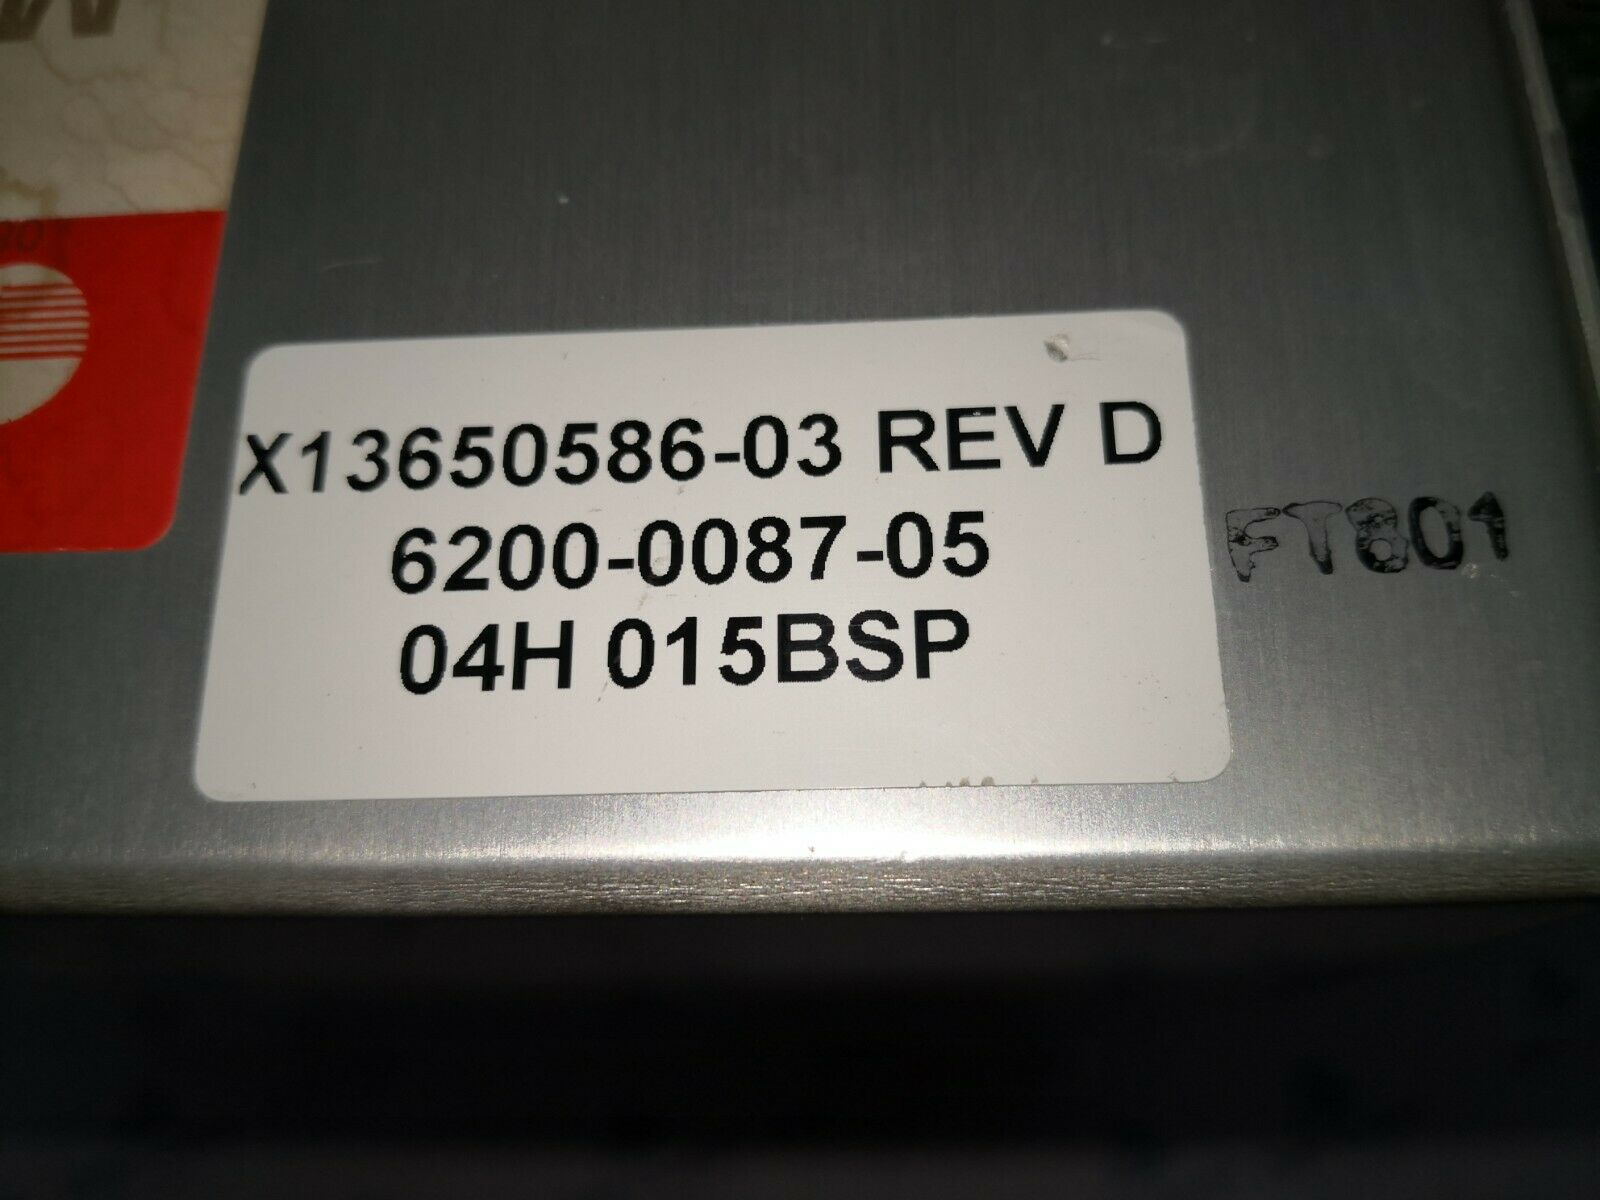 X13650586-03 REV D
6200-0087-05
04H 015BSP
FT801